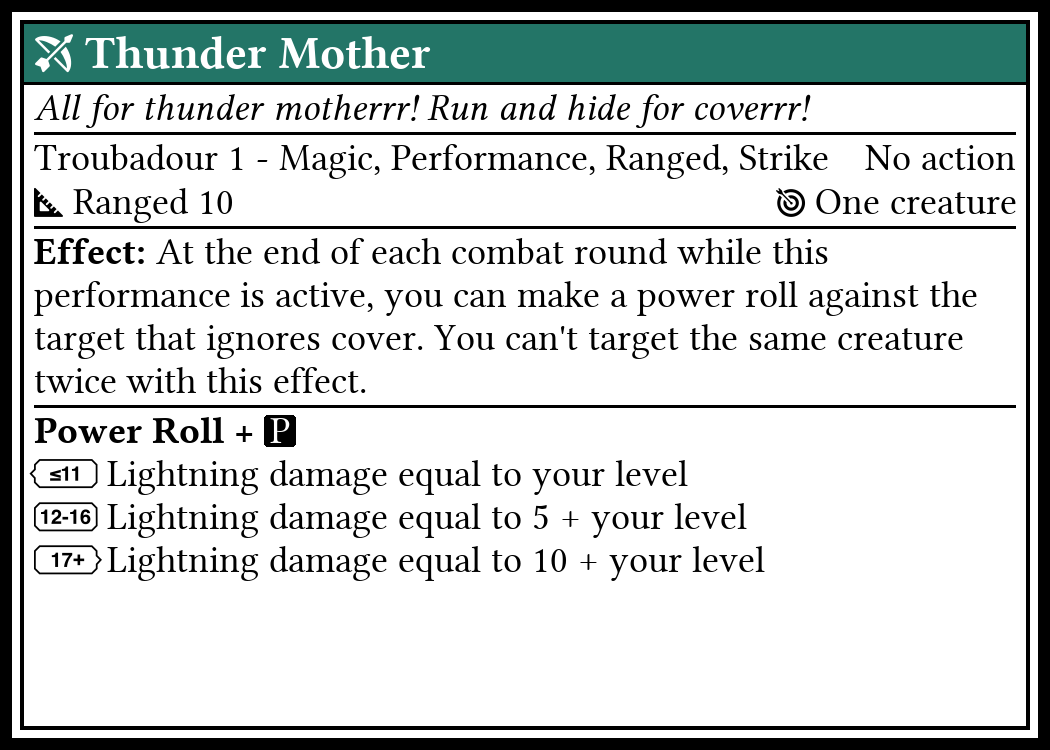 Thunder Mother
All for thunder motherrr! Run and hide for coverrr!
Troubadour 1 - Magic, Performance, Ranged, Strike No action
Ranged 10 One creature
Effect: At the end of each combat round while this
performance is active, you can make a power roll against the
target that ignores cover. You can't target the same creature
twice with this effect.
Power Roll + P
≤11 Lightning damage equal to your level
12-16 Lightning damage equal to 5 + your level
17+ Lightning damage equal to 10 + your level